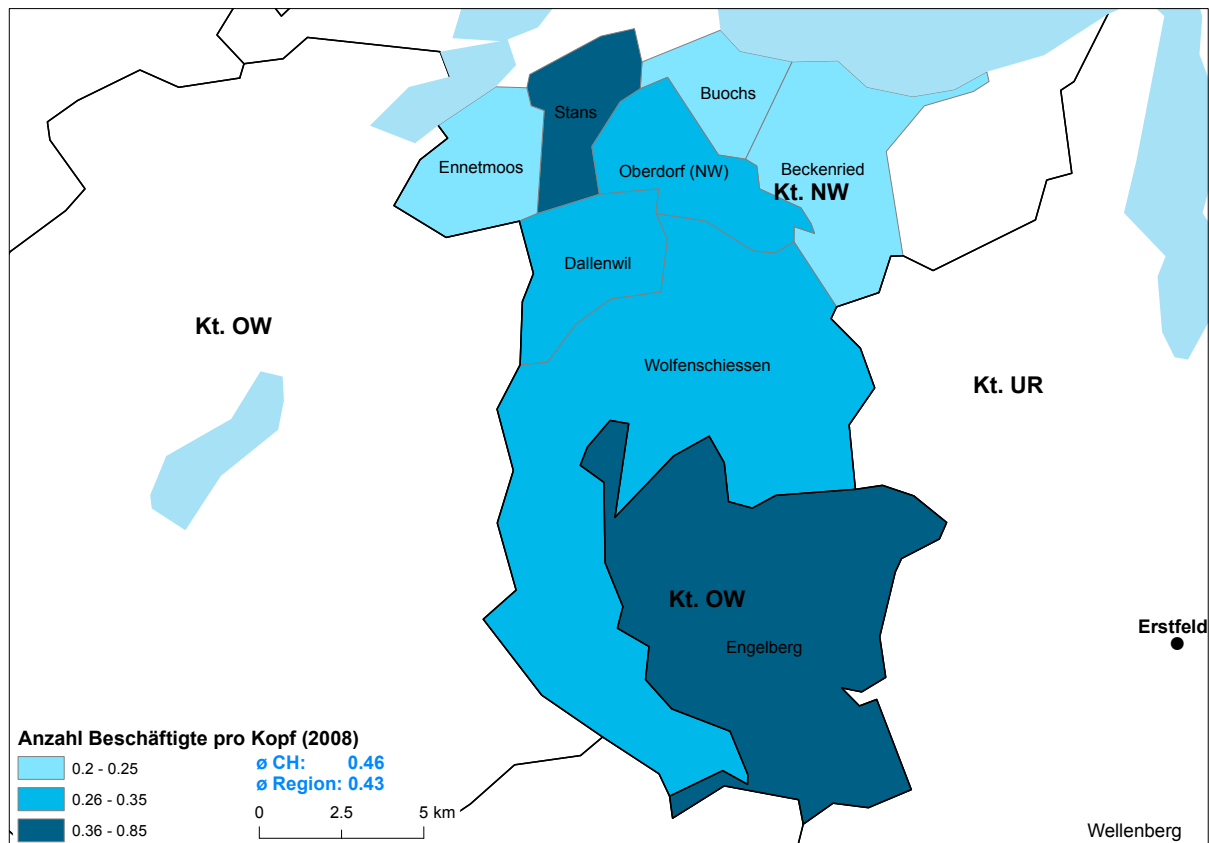 Buochs
Stans
Ennetmoos
Oberdorf (NW)
Beckenried
Kt. NW
Dallenwil
Kt. OW
Wolfenschiessen
Kt. UR
Kt. OW
Erstfeld
Engelberg
Anzahl Beschäftigte pro Kopf (2008)
0.2 - 0.25
0.26 - 0.35
0.36 - 0.85
ø CH: 0.46
ø Region: 0.43
0 2.5 5 km
Wellenberg